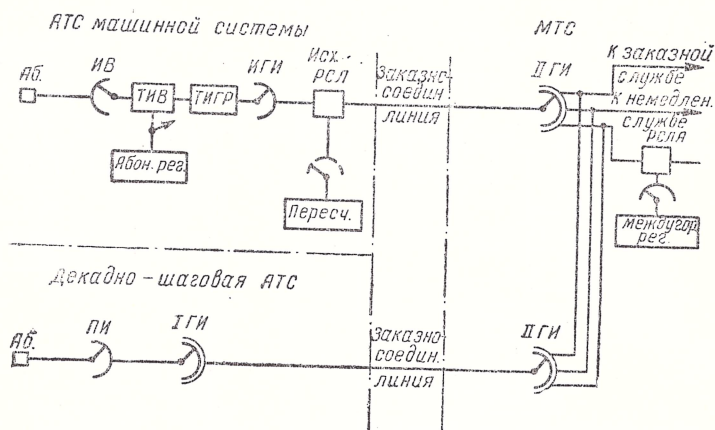 АТС машинной системы
МТС
Аб.
ИВ
ТИВ
ТИГР
ИГИ
Исх.
РСЛ
Заказно-
соедин
линия
II ГИ
К заказной
службе
К немедлен.
службе
РСЛА
Абон. рег.
Пересч.
Междугор
рег.
Декадно-шаговая АТС
Аб.
ПИ
I ГИ
Заказно-
соедин.
линия
II ГИ